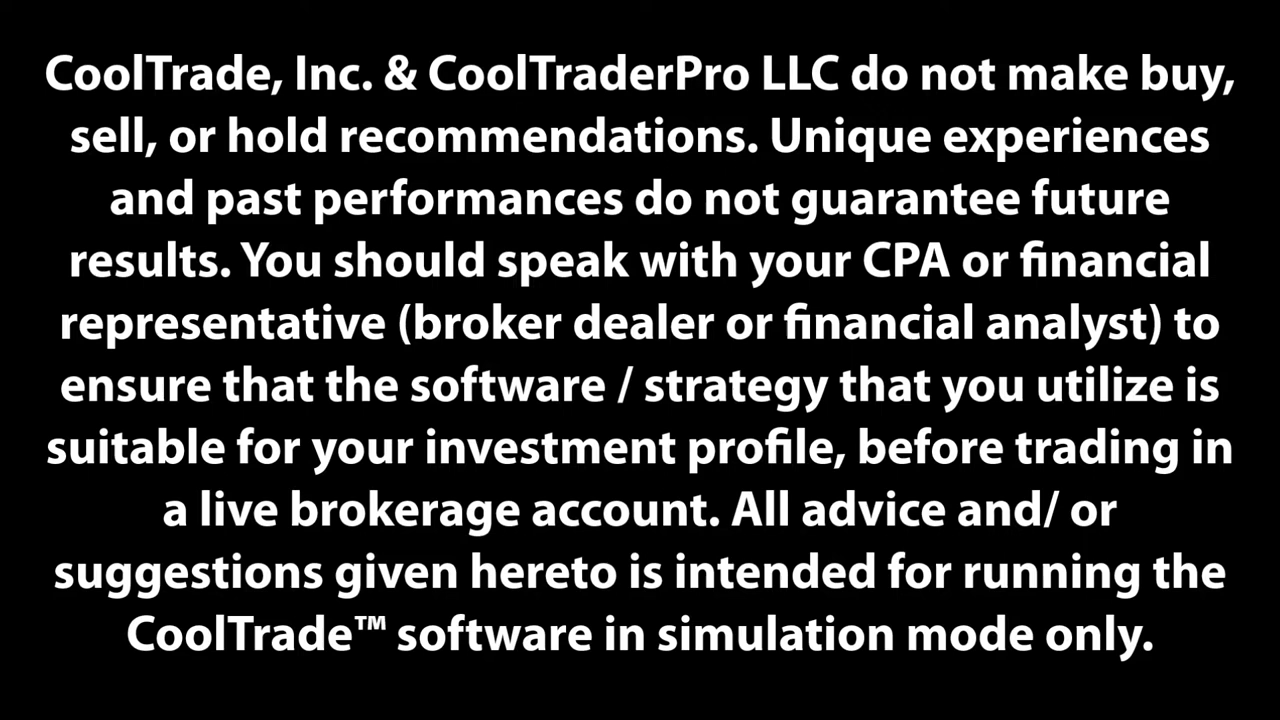 CoolTrade, Inc. & CoolTraderPro LLC do not make buy,
sell, or hold recommendations. Unique experiences
and past performances do not guarantee future
results. You should speak with your CPA or financial
representative (broker dealer or financial analyst) to
ensure that the software / strategy that you utilize is
suitable for your investment profile, before trading in
a live brokerage account. All advice and/ or
suggestions given hereto is intended for running the
CoolTrade™ software in simulation mode only.